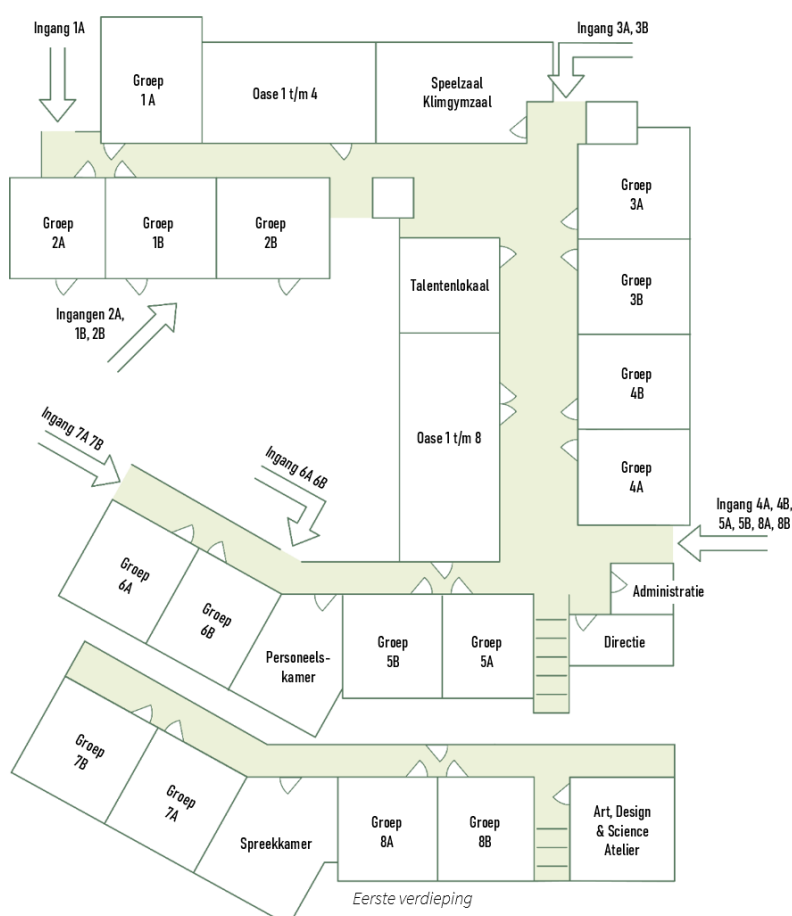 Ingang 1A
Ingang 3A, 3B
Groep
1 A
Oase 1 t/m 4
Speelzaal
Klimgymzaal
Groep
2A
Groep
1B
Groep
2B
Groep
3A
Talentenlokaal
Groep
3B
Ingangen 2A,
1B, 2B
Groep
4B
Oase 1 t/m 8
Groep
4A
Ingang 7A 7B
Ingang 6A 6B
Ingang 4A, 4B,
5A, 5B, 8A, 8B
Groep
6A
Groep
6B
Personeels-
kamer
Groep
5B
Groep
5A
Administratie
Directie
Groep
7B
Groep
7A
Spreekkamer
Groep
8A
Groep
8B
Art, Design
& Science
Atelier
Eerste verdieping